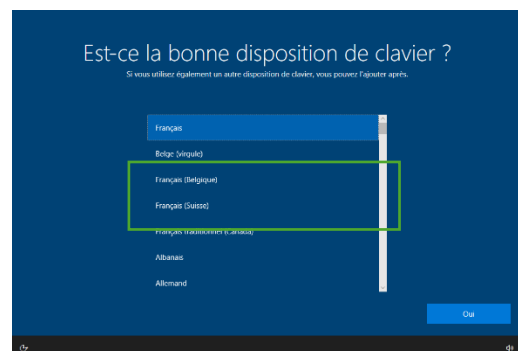 Est-ce la bonne disposition de clavier ?
Si vous utilisez également un autre disposition de clavier, vous pouvez l'ajouter après.
Français
Belge (virgule)
Français (Belgique)
Français (Suisse)
Français traditionnel (Canada)
Albanais
Allemand
Oui